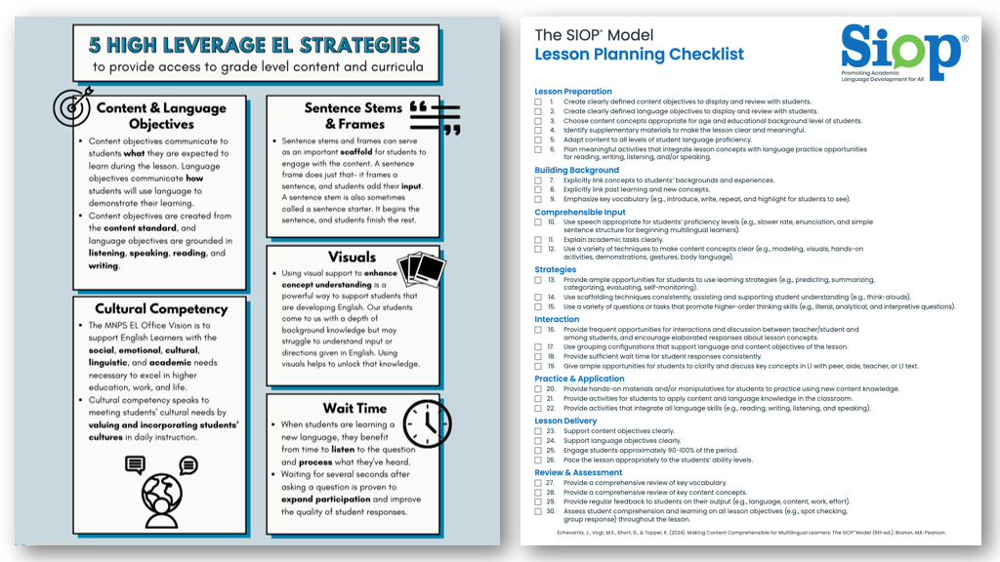 5 HIGH LEVERAGE EL STRATEGIES
to provide access to grade level content and curricula
Content & Language
Objectives
• Content objectives communicate to
students what they are expected to
learn during the lesson. Language
objectives communicate how
students will use language to
demonstrate their learning.
• Content objectives are created from
the content standard, and
language objectives are grounded in
listening, speaking, reading, and
writing.
Cultural Competency
• The MNPS EL Office Vision is to
support English Learners with the
social, emotional, cultural,
linguistic, and academic needs
necessary to excel in higher
education, work, and life.
• Cultural competency speaks to
meeting students' cultural needs by
valuing and incorporating students'
cultures in daily instruction.
Sentence Stems
& Frames
• Sentence stems and frames can serve
as an important scaffold for students to
engage with the content. A sentence
frame does just that- it frames a
sentence, and students add their input.
A sentence stem is also sometimes
called a sentence starter. It begins the
sentence, and students finish the rest.
Visuals
• Using visual support to enhance
concept understanding is a
powerful way to support students that
are developing English. Our students
come to us with a depth of
background knowledge but may
struggle to understand input or
directions given in English. Using
visuals helps to unlock that knowledge.
Wait Time
• When students are learning a
new language, they benefit
from time to listen to the question
and process what they've heard.
• Waiting for several seconds after
asking a question is proven to
expand participation and improve
the quality of student responses.
The SIOP® Model
Lesson Planning Checklist
Siop®
Promoting Academic
Language Development for All
Lesson Preparation
1. Create clearly defined content objectives to display and review with students.
2. Create clearly defined language objectives to display and review with students.
3. Choose content concepts appropriate for age and educational background level of students.
4. Identify supplementary materials to make the lesson clear and meaningful.
5. Adapt content to all levels of student language proficiency.
6. Plan meaningful activities that integrate lesson concepts with language practice opportunities
for reading, writing, listening, and/or speaking.
Building Background
7. Explicitly link concepts to students' backgrounds and experiences.
8. Explicitly link past learning and new concepts.
9. Emphasize key vocabulary (e.g., introduce, write, repeat, and highlight for students to see).
Comprehensible Input
10. Use speech appropriate for students' proficiency levels (e.g., slower rate, enunciation, and simple
sentence structure for beginning multilingual learners).
11. Explain academic tasks clearly.
12. Use a variety of techniques to make content concepts clear (e.g., modeling, visuals, hands-on
activities, demonstrations, gestures, body language).
Strategies
13. Provide ample opportunities for students to use learning strategies (e.g., predicting, summarizing,
categorizing, evaluating, self-monitoring).
14. Use scaffolding techniques consistently, assisting and supporting student understanding (e.g., think-alouds).
15. Use a variety of questions or tasks that promote higher-order thinking skills (e.g., literal, analytical, and interpretive questions).
Interaction
16. Provide frequent opportunities for interactions and discussion between teacher/student and
among students, and encourage elaborated responses about lesson concepts.
17. Use grouping configurations that support language and content objectives of the lesson.
18. Provide sufficient wait time for student responses consistently.
19. Give ample opportunities for students to clarify and discuss key concepts in L1 with peer, aide, teacher, or L1 text.
Practice & Application
20. Provide hands-on materials and/or manipulatives for students to practice using new content knowledge.
21. Provide activities for students to apply content and language knowledge in the classroom.
22. Provide activities that integrate all language skills (e.g., reading, writing, listening, and speaking).
Lesson Delivery
23. Support content objectives clearly.
24. Support language objectives clearly.
25. Engage students approximately 90-100% of the period.
26. Pace the lesson appropriately to the students' ability levels.
Review & Assessment
27. Provide a comprehensive review of key vocabulary.
28. Provide a comprehensive review of key content concepts.
29. Provide regular feedback to students on their output (e.g., language, content, work, effort).
30. Assess student comprehension and learning on all lesson objectives (e.g., spot checking,
group response) throughout the lesson.
Echevarria, J., Vogt, M.E., Short, D., & Toppel, K. (2024). Making Content Comprehensible for Multilingual Learners: The SIOP® Model (6th ed.). Boston, MA: Pearson.